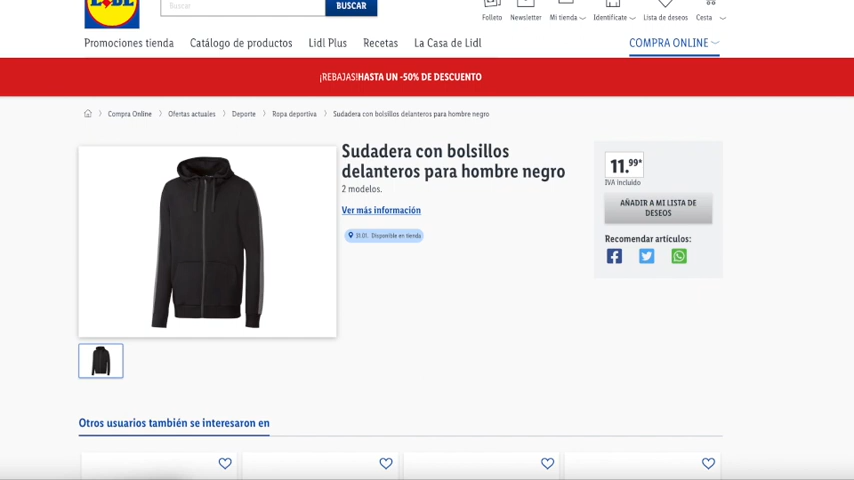 LIDL
Buscar
BUSCAR
Folleto
Newsletter
Mi tienda
Identifícate
Lista de deseos
Cesta
Promociones tienda
Catálogo de productos
Lidl Plus
Recetas
La Casa de Lidl
COMPRA ONLINE
¡REBAJAS!HASTA UN -50% DE DESCUENTO
Compra Online
Ofertas actuales
Deporte
Ropa deportiva
Sudadera con bolsillos delanteros para hombre negro
Sudadera con bolsillos
delanteros para hombre negro
2 modelos.
Ver más información
31.01. Disponible en tienda
11.99*
IVA incluido
AÑADIR A MI LISTA DE
DESEOS
Recomendar artículos:
Otros usuarios también se interesaron en